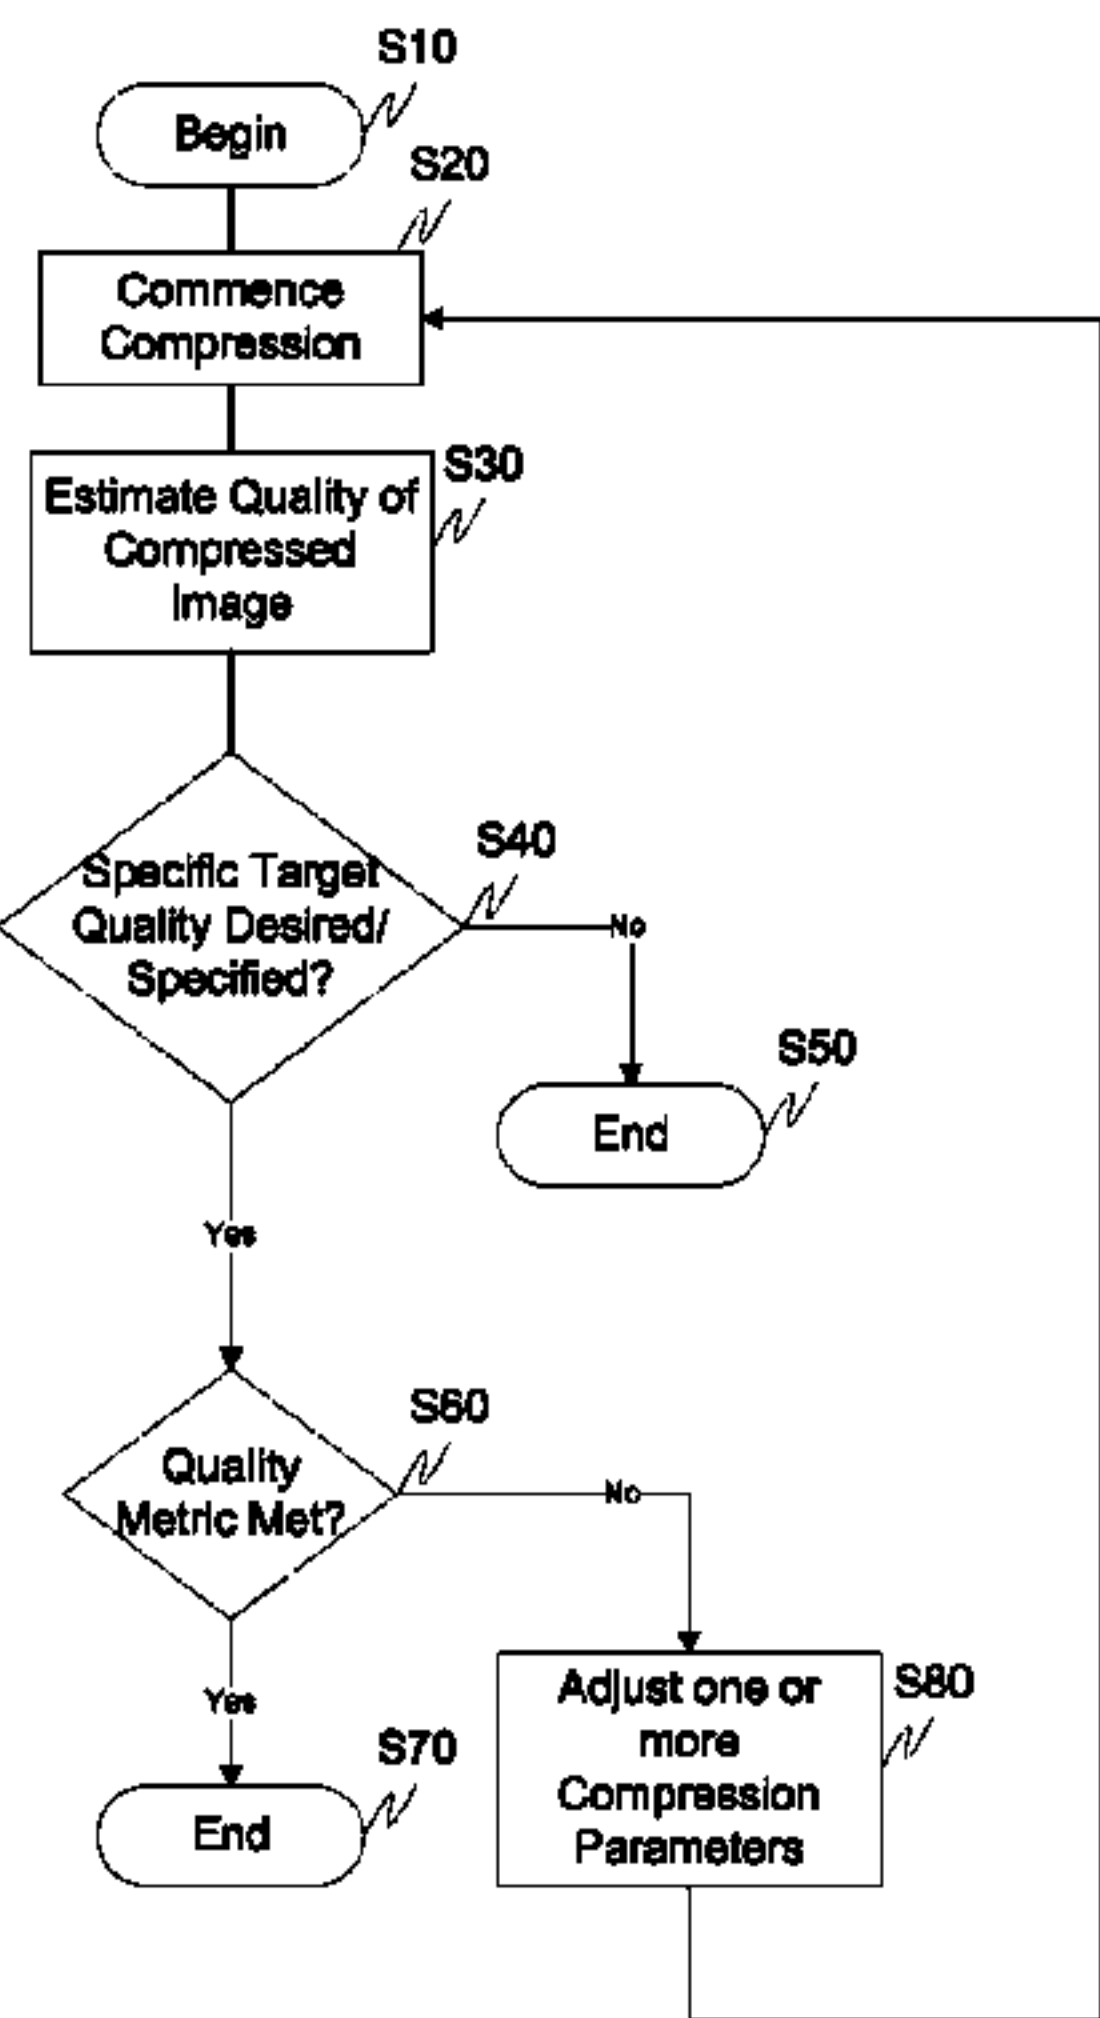 S10
Begin
S20
Commence
Compression
S30
Estimate Quality of
Compressed
Image
S40
Specific Target
Quality Desired/
Specified?
No
S50
End
Yes
S60
Quality
Metric Met?
No
S80
Adjust one or
more
Compression
Parameters
Yes
S70
End